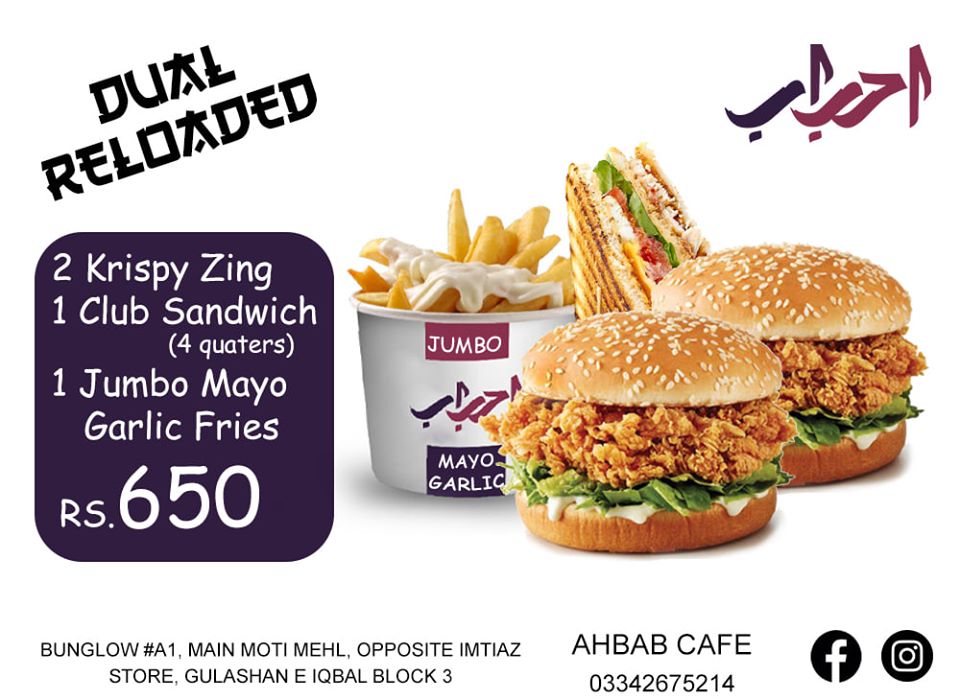 DUAL
RELOADED
احباب
2 Krispy Zing
1 Club Sandwich
(4 quaters)
1 Jumbo Mayo
Garlic Fries
RS.650
JUMBO
احباب
MAYO
GARLIC
BUNGLOW #A1, MAIN MOTI MEHL, OPPOSITE IMTIAZ
STORE, GULASHAN E IQBAL BLOCK 3
AHBAB CAFE
03342675214